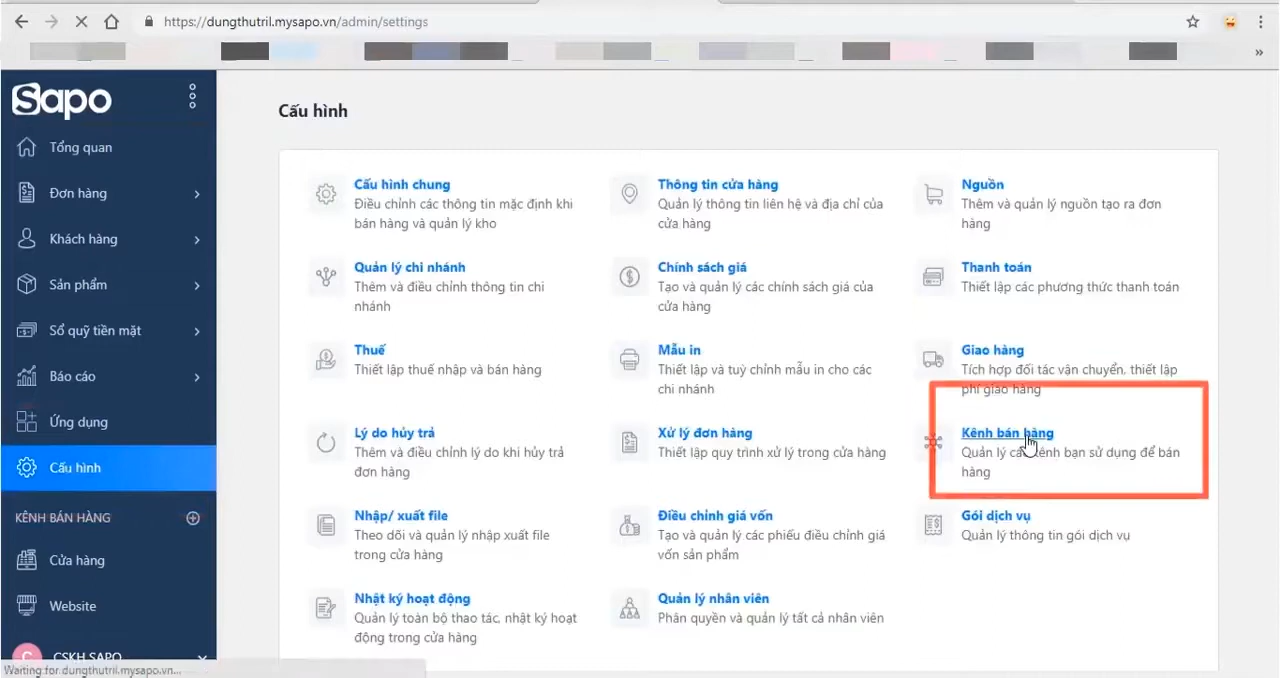 https://dungthutril.mysapo.vn/admin/settings
»
Sapo
Tổng quan
Đơn hàng
Khách hàng
Sản phẩm
Sổ quỹ tiền mặt
Báo cáo
Ứng dụng
Cấu hình
KÊNH BÁN HÀNG
Cửa hàng
Website
C
CSKH SAPO
Waiting for dungthutril.mysapo.vn...
Cấu hình
Cấu hình chung
Điều chỉnh các thông tin mặc định khi
bán hàng và quản lý kho
Thông tin cửa hàng
Quản lý thông tin liên hệ và địa chỉ của
cửa hàng
Nguồn
Thêm và quản lý nguồn tạo ra đơn
hàng
Quản lý chi nhánh
Thêm và điều chỉnh thông tin chi
nhánh
Chính sách giá
Tạo và quản lý các chính sách giá của
cửa hàng
Thanh toán
Thiết lập các phương thức thanh toán
Thuế
Thiết lập thuế nhập và bán hàng
Mẫu in
Thiết lập và tuỳ chỉnh mẫu in cho các
chi nhánh
Giao hàng
Tích hợp đối tác vận chuyển, thiết lập
phí giao hàng
Lý do hủy trả
Thêm và điều chỉnh lý do khi hủy trả
đơn hàng
Xử lý đơn hàng
Thiết lập quy trình xử lý trong cửa hàng
Kênh bán hàng
Quản lý các kênh bạn sử dụng để bán
hàng
Nhập/ xuất file
Theo dõi và quản lý nhập xuất file
trong cửa hàng
Điều chỉnh giá vốn
Tạo và quản lý các phiếu điều chỉnh giá
vốn sản phẩm
Gói dịch vụ
Quản lý thông tin gói dịch vụ
Nhật ký hoạt động
Quản lý toàn bộ thao tác, nhật ký hoạt
động trong cửa hàng
Quản lý nhân viên
Phân quyền và quản lý tất cả nhân viên